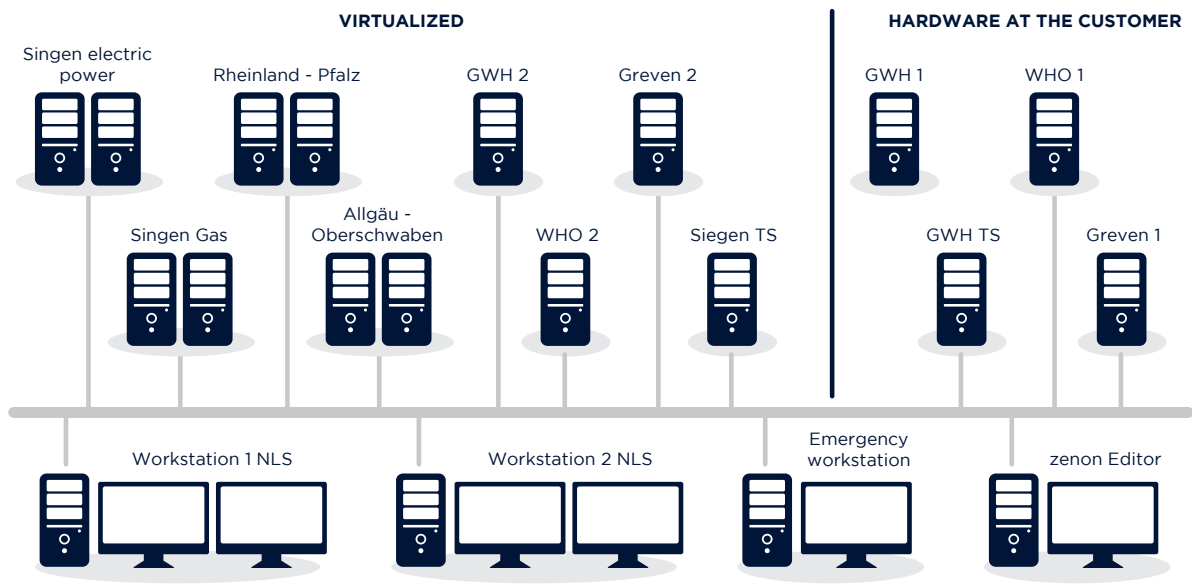 VIRTUALIZED
HARDWARE AT THE CUSTOMER
Singen electric
power
Rheinland - Pfalz
GWH 2
Greven 2
GWH 1
WHO 1
Singen Gas
Allgäu -
Oberschwaben
WHO 2
Siegen TS
GWH TS
Greven 1
Workstation 1 NLS
Workstation 2 NLS
Emergency
workstation
zenon Editor